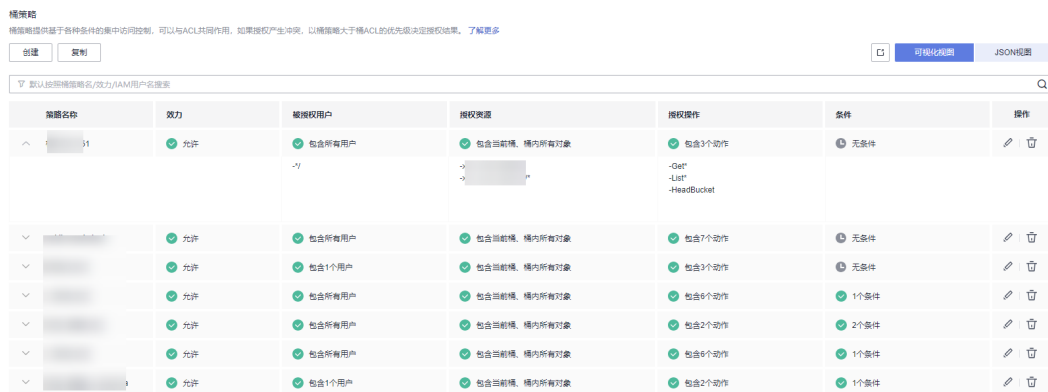 桶策略
桶策略提供基于各种条件的集中访问控制，可以与ACL共同作用，如果授权产生冲突，以桶策略大于桶ACL的优先级决定授权结果。 了解更多
创建 复制 可视化视图 JSON视图
默认按照桶策略名/效力/IAM用户名搜索
策略名称 效力 被授权用户 授权资源 授权操作 条件 操作
51 允许 包含所有用户 包含当前桶、桶内所有对象 包含3个动作 无条件
-*/ -> -Get*
-> /* -List*
-HeadBucket
允许 包含所有用户 包含当前桶、桶内所有对象 包含7个动作 无条件
允许 包含1个用户 包含当前桶、桶内所有对象 包含3个动作 无条件
允许 包含所有用户 包含当前桶、桶内所有对象 包含6个动作 1个条件
允许 包含所有用户 包含当前桶、桶内所有对象 包含2个动作 2个条件
允许 包含所有用户 包含当前桶、桶内所有对象 包含6个动作 1个条件
允许 包含1个用户 包含当前桶、桶内所有对象 包含2个动作 1个条件